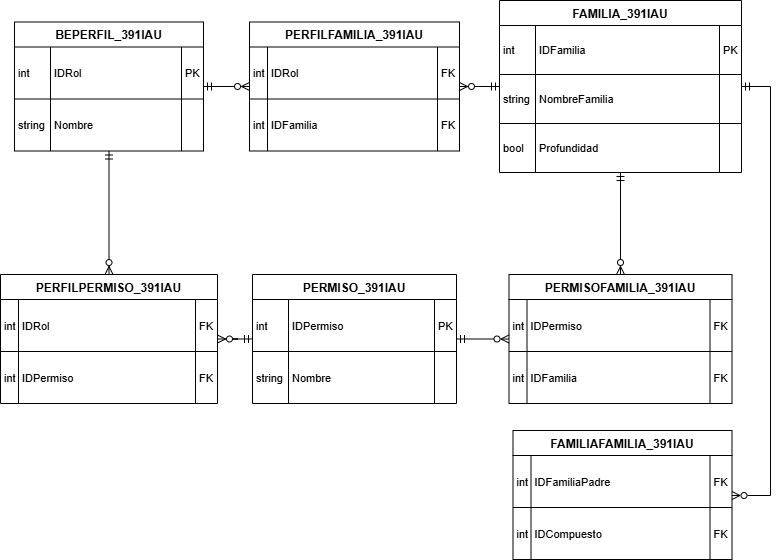 BEPERFIL_391IAU
int IDRol PK
string Nombre
PERFILFAMILIA_391IAU
int IDRol FK
int IDFamilia FK
FAMILIA_391IAU
int IDFamilia PK
string NombreFamilia
bool Profundidad
PERFILPERMISO_391IAU
int IDRol FK
int IDPermiso FK
PERMISO_391IAU
int IDPermiso PK
string Nombre
PERMISOFAMILIA_391IAU
int IDPermiso FK
int IDFamilia FK
FAMILIAFAMILIA_391IAU
int IDFamiliaPadre FK
int IDCompuesto FK